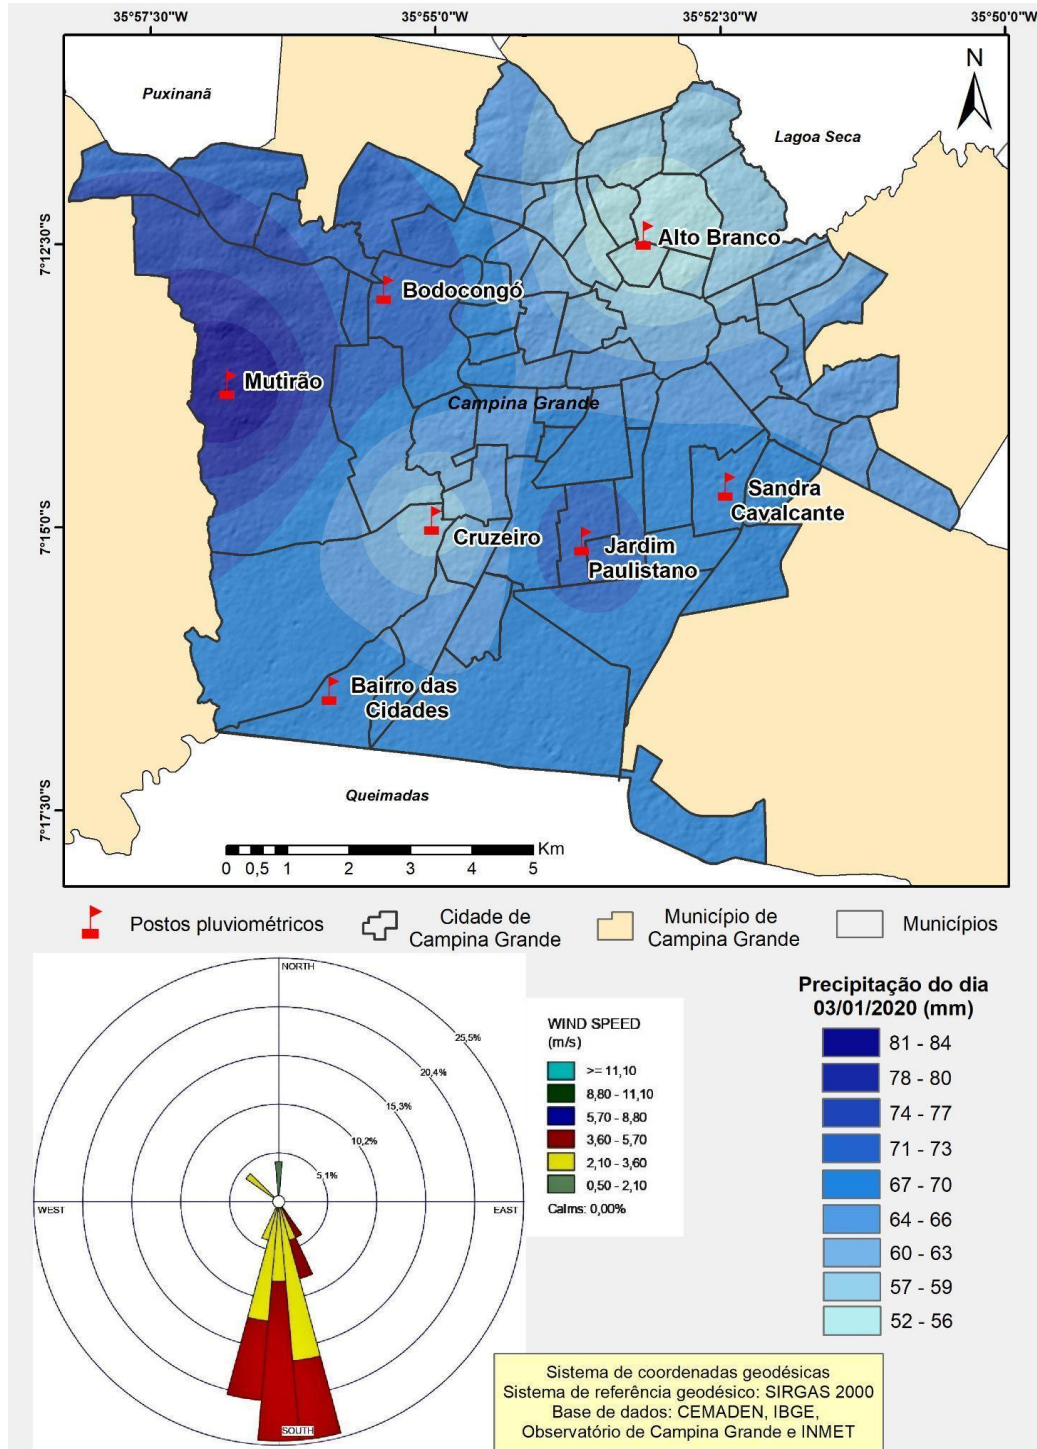 35°57'30"W
35°55'0"W
35°52'30"W
35°50'0"W
Puxinanã
N
Lagoa Seca
7°12'30"S
Alto Branco
Bodocongó
Mutirão
Campina Grande
Sandra
Cavalcante
7°15'0"S
Cruzeiro
Jardim
Paulistano
Bairro das
Cidades
Queimadas
7°17'30"S
Km
0 0,5 1 2 3 4 5
Postos pluviométricos
Cidade de
Campina Grande
Município de
Campina Grande
Municípios
NORTH
25,5%
20,4%
15,3%
10,2%
5,1%
WEST
EAST
SOUTH
WIND SPEED
(m/s)
>= 11,10
8,80 - 11,10
5,70 - 8,80
3,60 - 5,70
2,10 - 3,60
0,50 - 2,10
Calms: 0,00%
Precipitação do dia
03/01/2020 (mm)
81 - 84
78 - 80
74 - 77
71 - 73
67 - 70
64 - 66
60 - 63
57 - 59
52 - 56
Sistema de coordenadas geodésicas
Sistema de referência geodésico: SIRGAS 2000
Base de dados: CEMADEN, IBGE,
Observatório de Campina Grande e INMET